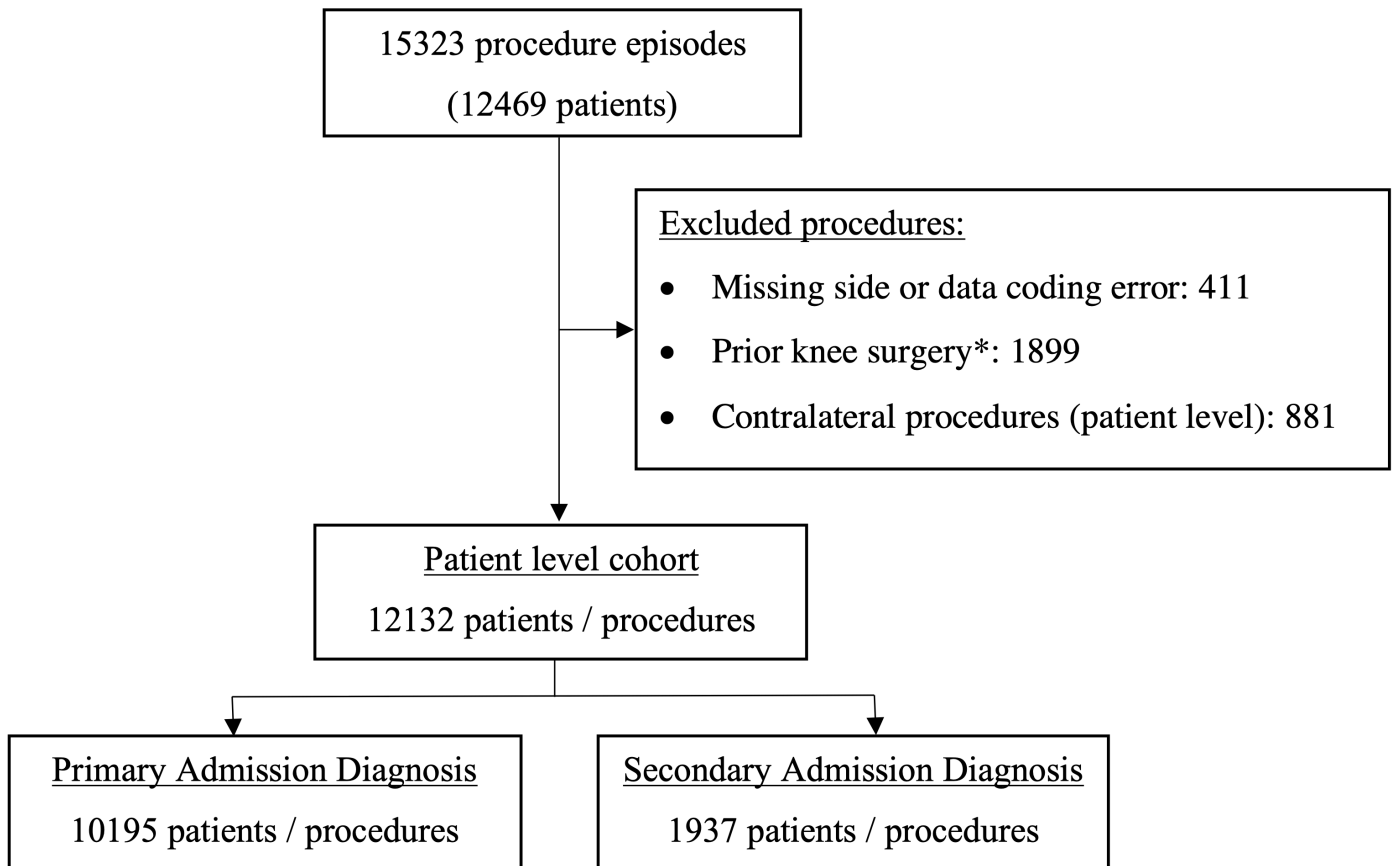 15323 procedure episodes
(12469 patients)
Excluded procedures:
• Missing side or data coding error: 411
• Prior knee surgery*: 1899
• Contralateral procedures (patient level): 881
Patient level cohort
12132 patients / procedures
Primary Admission Diagnosis
10195 patients / procedures
Secondary Admission Diagnosis
1937 patients / procedures